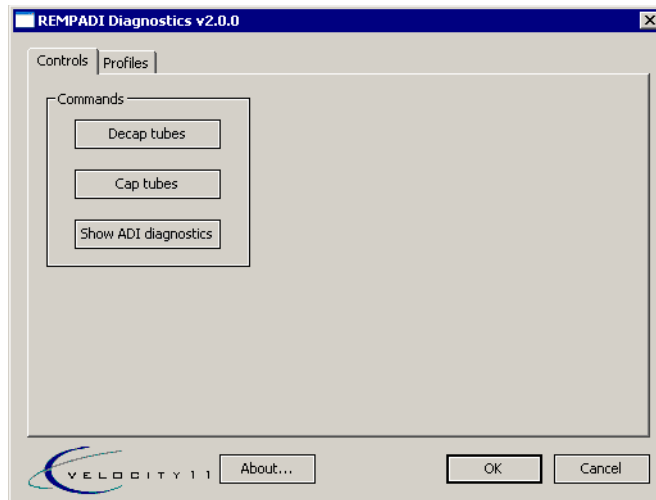 REMPADI Diagnostics v2.0.0
Controls Profiles
Commands
Decap tubes
Cap tubes
Show ADI diagnostics
VELOCITY11 About... OK Cancel